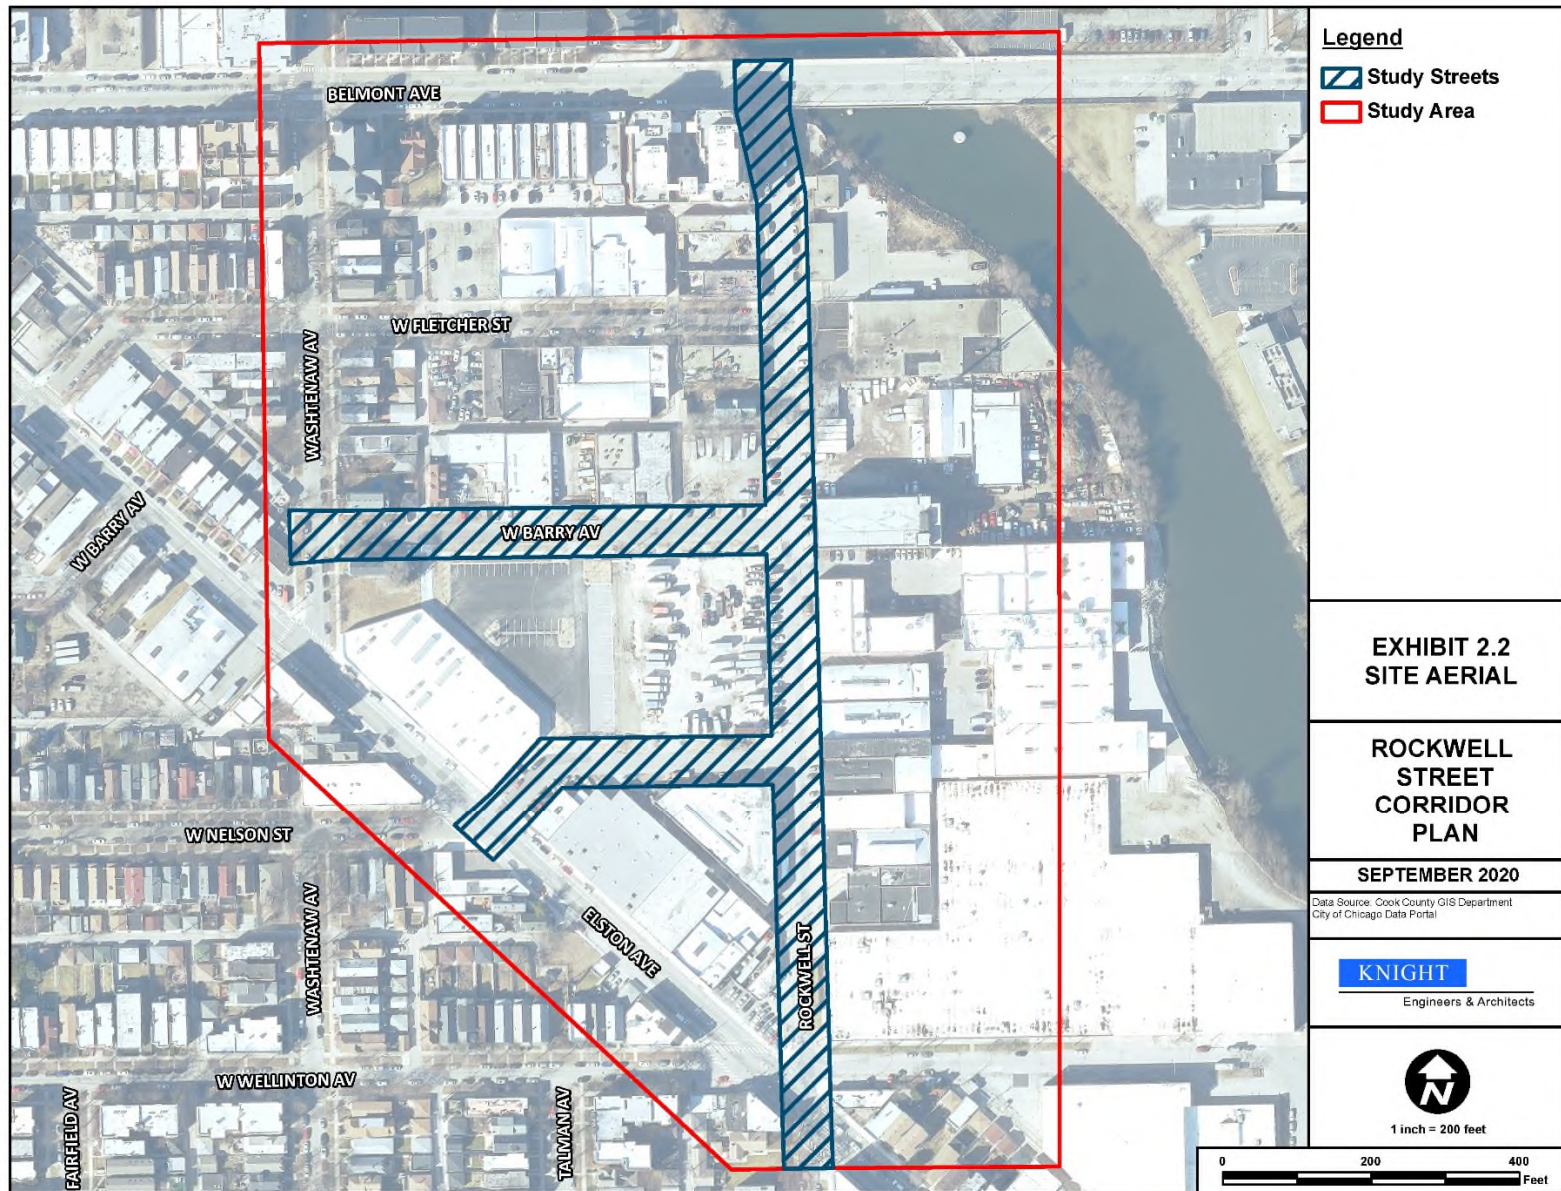 BELMONT AVE
W FLETCHER ST
WASHTENAW AV
W BARRY AV
W BARRY AV
W NELSON ST
WASHTENAW AV
ELSTON AVE
ROCKWELL ST
W WELLINTON AV
FAIRFIELD AV
TALMAN AV
Legend
Study Streets
Study Area
EXHIBIT 2.2
SITE AERIAL
ROCKWELL
STREET
CORRIDOR
PLAN
SEPTEMBER 2020
Data Source: Cook County GIS Department
City of Chicago Data Portal
KNIGHT
Engineers & Architects
N
1 inch = 200 feet
0 200 400
Feet